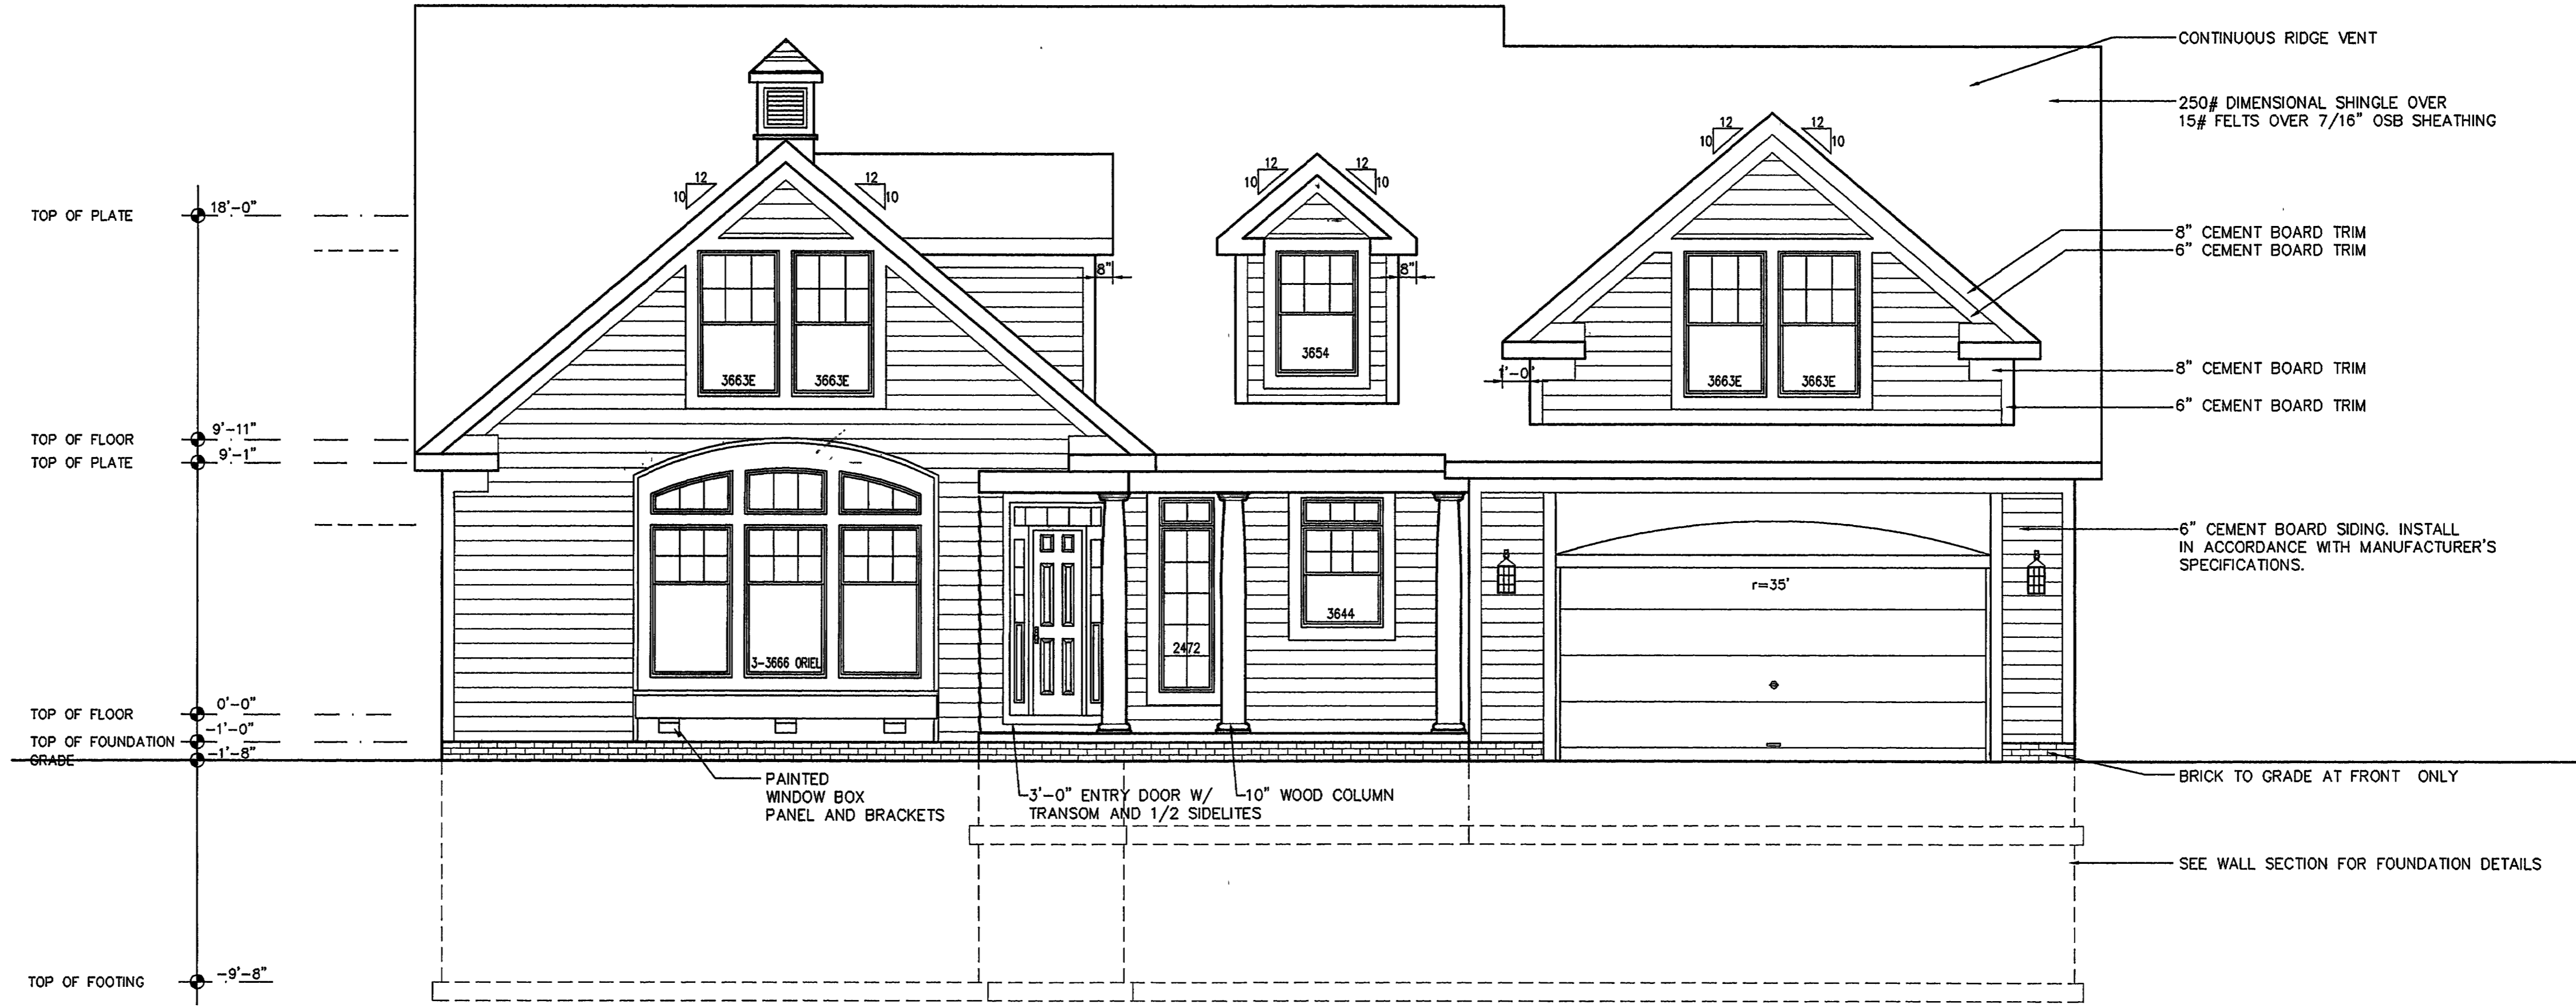 CONTINUOUS RIDGE VENT
250# DIMENSIONAL SHINGLE OVER
15# FELTS OVER 7/16" OSB SHEATHING
12
10
12
10
12
10
12
10
12
10
12
10
TOP OF PLATE
18'-0"
8" CEMENT BOARD TRIM
6" CEMENT BOARD TRIM
8"
8"
3654
3663E
3663E
3663E
3663E
1'-0"
8" CEMENT BOARD TRIM
6" CEMENT BOARD TRIM
TOP OF FLOOR
9'-11"
TOP OF PLATE
9'-1"
6" CEMENT BOARD SIDING. INSTALL
IN ACCORDANCE WITH MANUFACTURER'S
SPECIFICATIONS.
r=35'
3644
2472
3-3666 ORIEL
TOP OF FLOOR
0'-0"
TOP OF FOUNDATION
-1'-0"
GRADE
-1'-8"
PAINTED
WINDOW BOX
PANEL AND BRACKETS
3'-0" ENTRY DOOR W/
TRANSOM AND 1/2 SIDELITES
10" WOOD COLUMN
BRICK TO GRADE AT FRONT ONLY
SEE WALL SECTION FOR FOUNDATION DETAILS
TOP OF FOOTING
-9'-8"